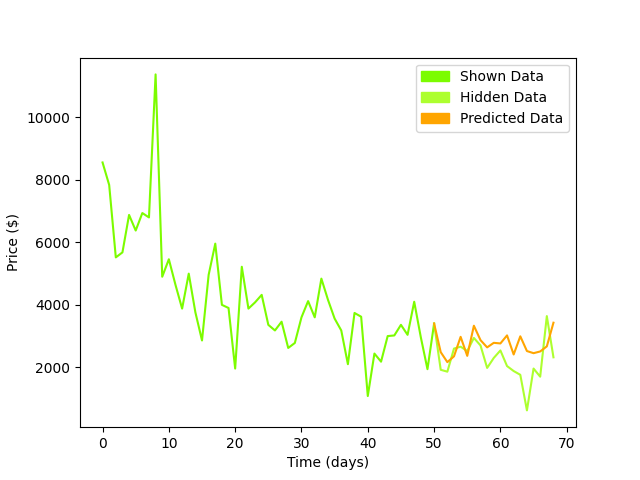 Shown Data
Hidden Data
Predicted Data
10000
8000
6000
4000
2000
Price ($)
0 10 20 30 40 50 60 70
Time (days)